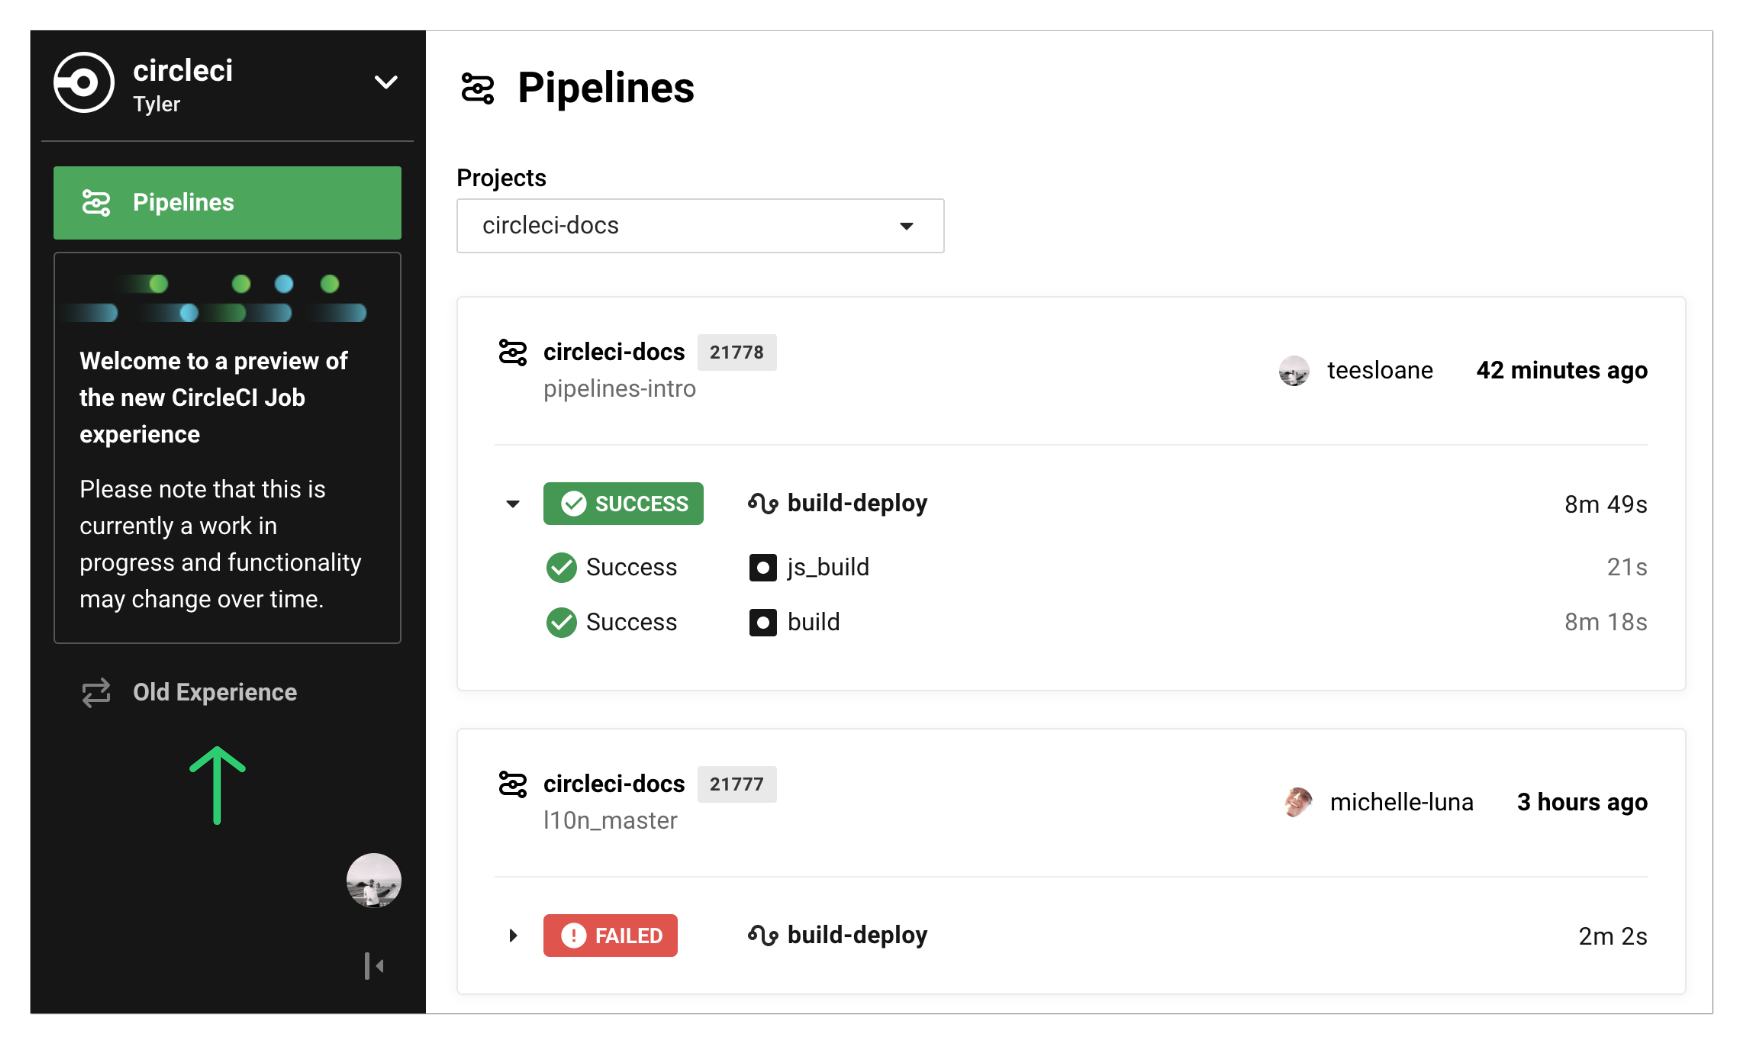 circleci
Tyler
Pipelines
Welcome to a preview of
the new CircleCI Job
experience
Please note that this is
currently a work in
progress and functionality
may change over time.
Old Experience
Pipelines
Projects
circleci-docs
circleci-docs 21778
pipelines-intro
teesloane 42 minutes ago
SUCCESS build-deploy 8m 49s
Success js_build 21s
Success build 8m 18s
circleci-docs 21777
l10n_master
michelle-luna 3 hours ago
FAILED build-deploy 2m 2s